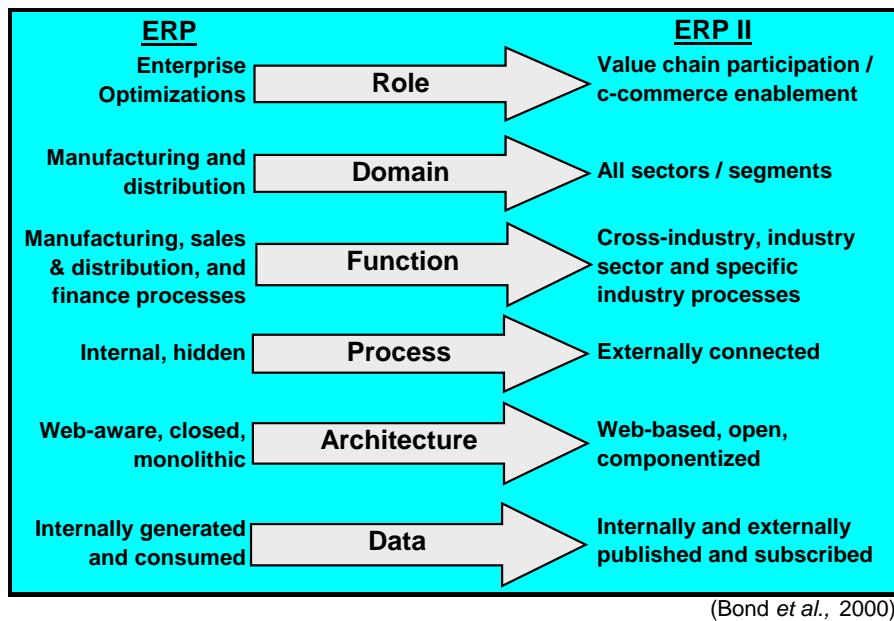 ERP
ERP II
Enterprise
Optimizations
Role
Value chain participation /
c-commerce enablement
Manufacturing and
distribution
Domain
All sectors / segments
Manufacturing, sales
& distribution, and
finance processes
Function
Cross-industry, industry
sector and specific
industry processes
Internal, hidden
Process
Externally connected
Web-aware, closed,
monolithic
Architecture
Web-based, open,
componentized
Internally generated
and consumed
Data
Internally and externally
published and subscribed
(Bond et al., 2000)